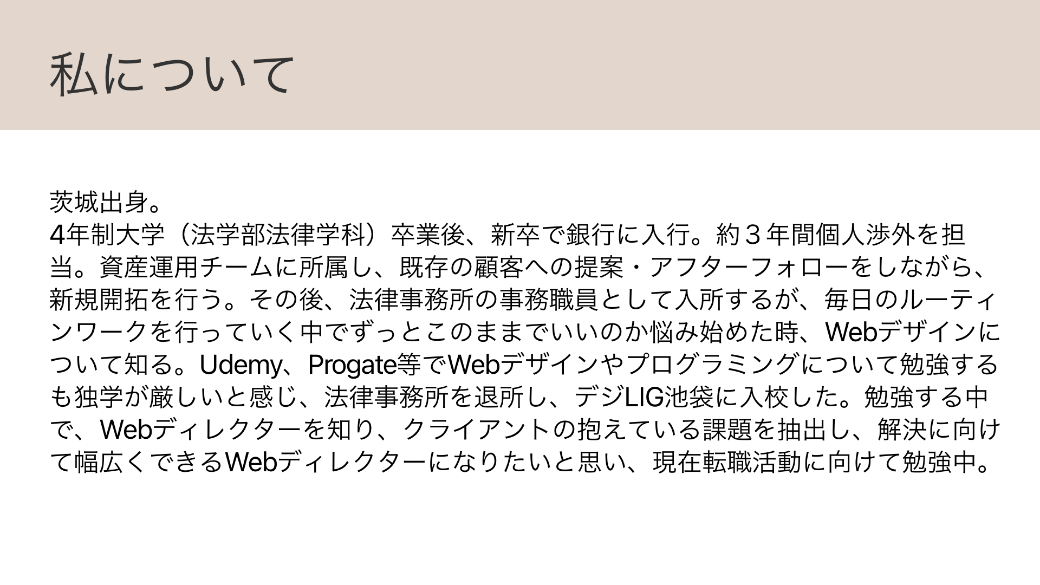 私について
茨城出身。
4年制大学（法学部法律学科）卒業後、新卒で銀行に入行。約３年間個人渉外を担
当。資産運用チームに所属し、既存の顧客への提案・アフターフォローをしながら、
新規開拓を行う。その後、法律事務所の事務職員として入所するが、毎日のルーティ
ンワークを行っていく中でずっとこのままでいいのか悩み始めた時、Webデザインに
ついて知る。Udemy、Progate等でWebデザインやプログラミングについて勉強する
も独学が厳しいと感じ、法律事務所を退所し、デジLIG池袋に入校した。勉強する中
で、Webディレクターを知り、クライアントの抱えている課題を抽出し、解決に向け
て幅広くできるWebディレクターになりたいと思い、現在転職活動に向けて勉強中。